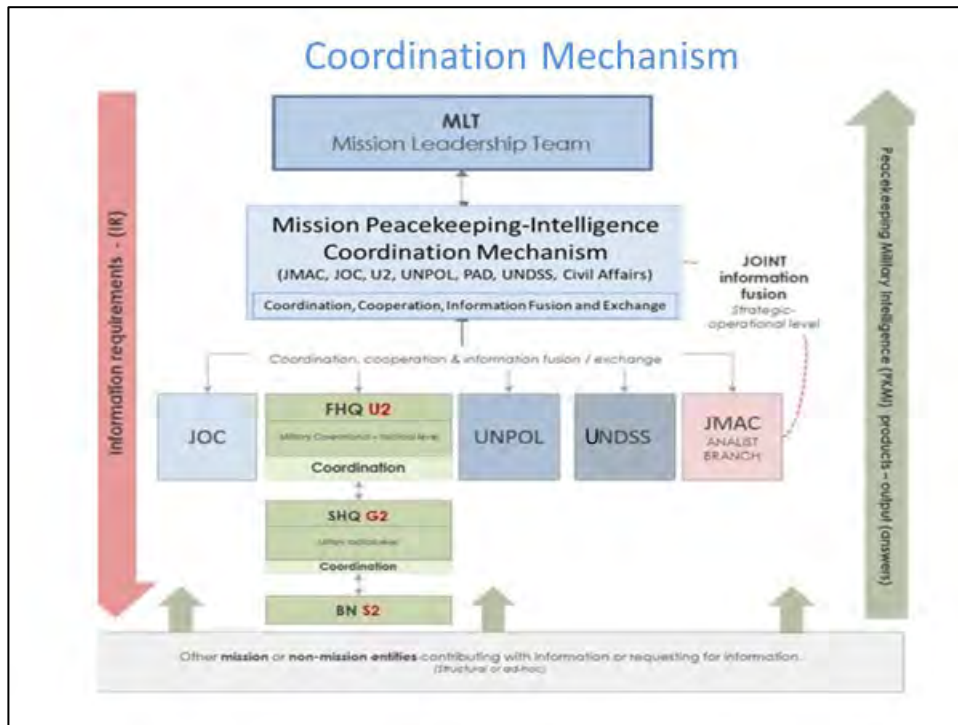 Coordination Mechanism
MLT
Mission Leadership Team
Mission Peacekeeping-Intelligence
Coordination Mechanism
(JMAC, JOC, U2, UNPOL, PAD, UNDSS, Civil Affairs)
Coordination, Cooperation, Information Fusion and Exchange
JOINT
information
fusion
Strategic-
operational level
Information requirements - (IR)
Peacekeeping Military Intelligence (PKMI) products – output (answers)
Coordination, cooperation & information fusion / exchange
JOC
FHQ U2
Military Operational – tactical level
Coordination
UNPOL
UNDSS
JMAC
ANALIST
BRANCH
SHQ G2
Coordination
BN S2
Other mission or non-mission entities contributing with information or requesting for information.
(Structural or ad-hoc)